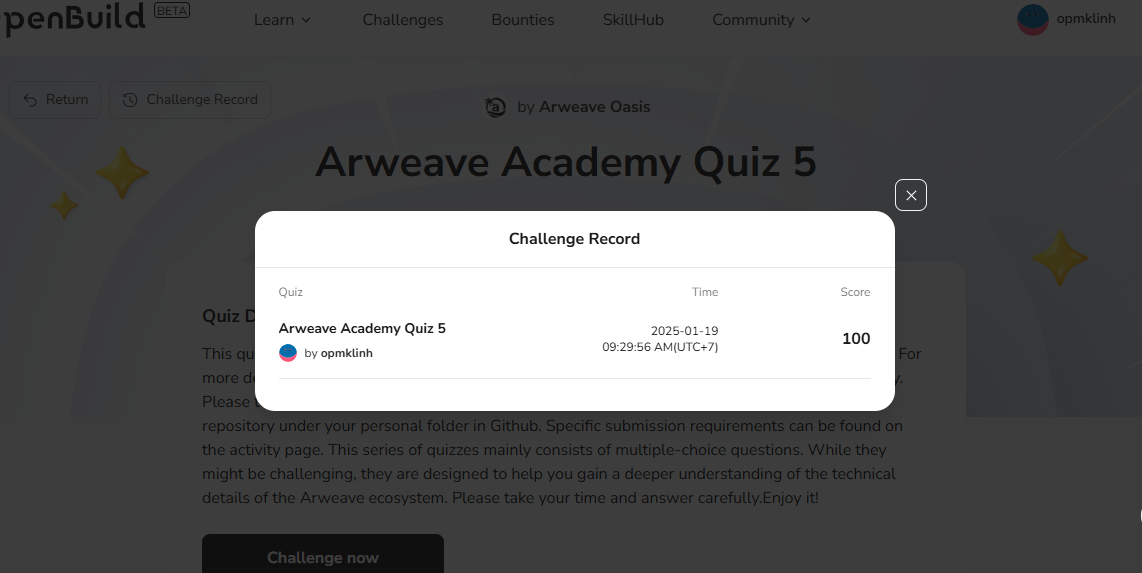 penBuild BETA Learn Challenges Bounties SkillHub Community opmklinh
Return Challenge Record
by Arweave Oasis
Arweave Academy Quiz 5
Challenge Record
Quiz Time Score
Quiz D
Arweave Academy Quiz 5
2025-01-19
09:29:56 AM(UTC+7)
100
by opmklinh
This qu For
more d y.
Please t
repository under your personal folder in Github. Specific submission requirements can be found on
the activity page. This series of quizzes mainly consists of multiple-choice questions. While they
might be challenging, they are designed to help you gain a deeper understanding of the technical
details of the Arweave ecosystem. Please take your time and answer carefully.Enjoy it!
Challenge now